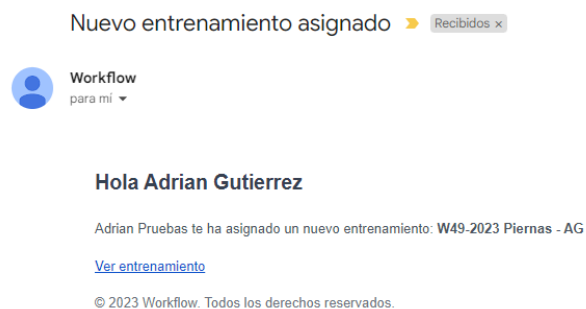 Nuevo entrenamiento asignado Recibidos x
Workflow
para mí
Hola Adrian Gutierrez
Adrian Pruebas te ha asignado un nuevo entrenamiento: W49-2023 Piernas - AG
Ver entrenamiento
© 2023 Workflow. Todos los derechos reservados.